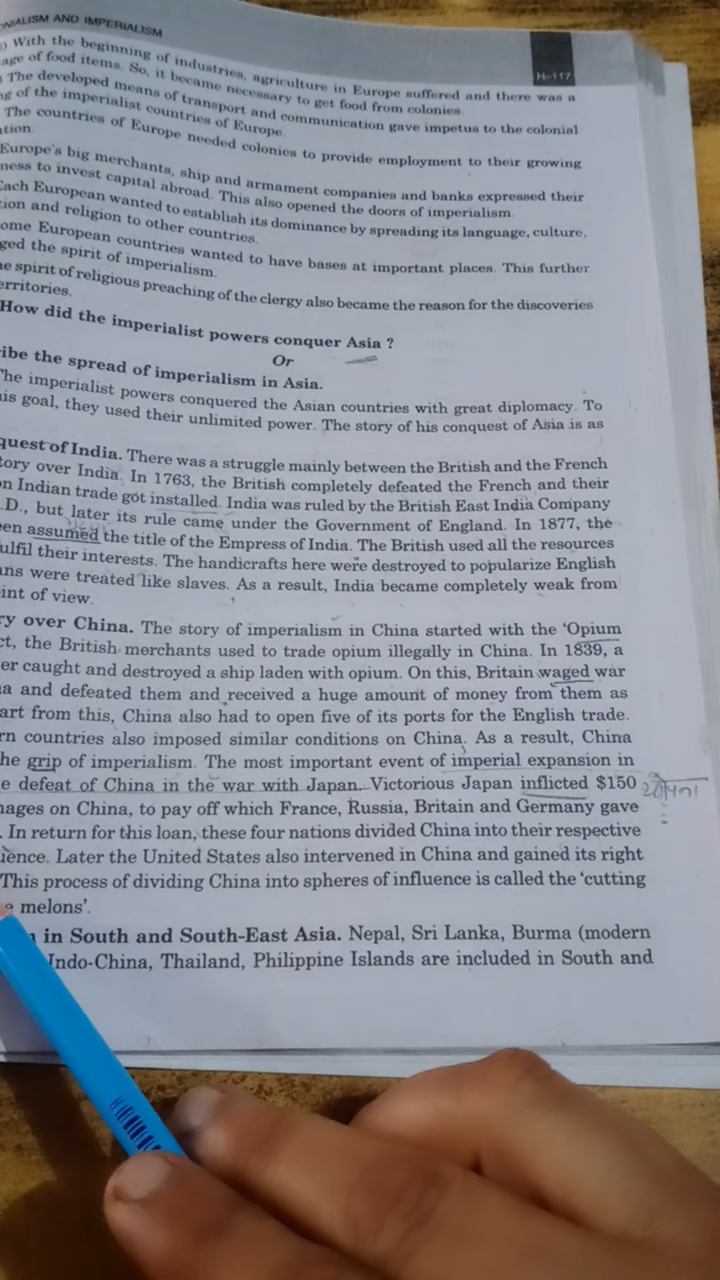 ONIALISM AND IMPERIALISM
H-117
) With the beginning of industries, agriculture in Europe suffered and there was a
age of food items. So, it became necessary to get food from colonies.
The developed means of transport and communication gave impetus to the colonial
g of the imperialist countries of Europe
The countries of Europe needed colonies to provide employment to their growing
ation.
Europe's big merchants, ship and armament companies and banks expressed their
ness to invest capital abroad. This also opened the doors of imperialism.
Each European wanted to establish its dominance by spreading its language, culture,
ion and religion to other countries.
ome European countries wanted to have bases at important places. This further
ged the spirit of imperialism.
e spirit of religious preaching of the clergy also became the reason for the discoveries
erritories.
How did the imperialist powers conquer Asia ?
Or
ribe the spread of imperialism in Asia.
The imperialist powers conquered the Asian countries with great diplomacy. To
is goal, they used their unlimited power. The story of his conquest of Asia is as
quest of India. There was a struggle mainly between the British and the French
tory over India. In 1763, the British completely defeated the French and their
n Indian trade got installed. India was ruled by the British East India Company
.D., but later its rule came under the Government of England. In 1877, the
een assumed the title of the Empress of India. The British used all the resources
ulfil their interests. The handicrafts here were destroyed to popularize English
ans were treated like slaves. As a result, India became completely weak from
int of view.
ry over China. The story of imperialism in China started with the 'Opium
ct, the British merchants used to trade opium illegally in China. In 1839, a
er caught and destroyed a ship laden with opium. On this, Britain waged war
a and defeated them and received a huge amount of money from them as
art from this, China also had to open five of its ports for the English trade.
rn countries also imposed similar conditions on China. As a result, China
he grip of imperialism. The most important event of imperial expansion in
e defeat of China in the war with Japan. Victorious Japan inflicted $150
mages on China, to pay off which France, Russia, Britain and Germany gave
. In return for this loan, these four nations divided China into their respective
ience. Later the United States also intervened in China and gained its right
This process of dividing China into spheres of influence is called the 'cutting
e melons'.
in South and South-East Asia. Nepal, Sri Lanka, Burma (modern
Indo-China, Thailand, Philippine Islands are included in South and